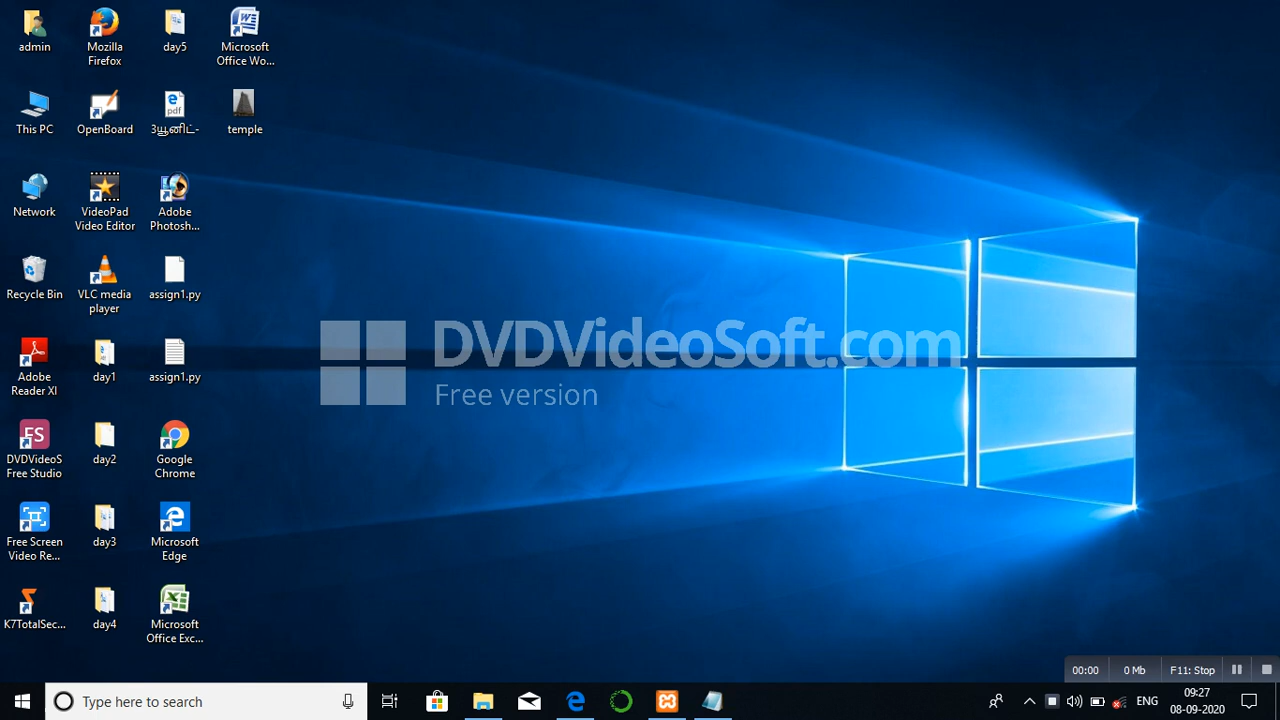 admin
Mozilla
Firefox
day5
Microsoft
Office Wo...
This PC
OpenBoard
pdf
3யூனிட்-
temple
Network
VideoPad
Video Editor
Adobe
Photosh...
Recycle Bin
VLC media
player
assign1.py
DVDVideoSoft.com
Free version
Adobe
Reader XI
day1
assign1.py
FS
DVDVideoS
Free Studio
day2
Google
Chrome
Free Screen
Video Re...
day3
Microsoft
Edge
K7TotalSec...
day4
Microsoft
Office Exc...
00:00
0 Mb
F11: Stop
Type here to search
ENG
09:27
08-09-2020